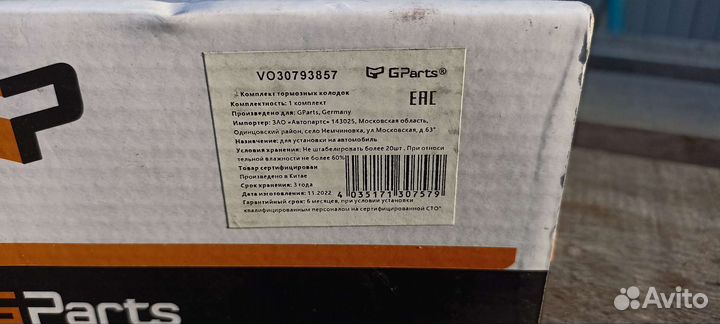 VO30793857
GParts®
Комплект тормозных колодок
Комплектность: 1 комплект
EAC
Произведено для: GParts, Germany
Импортер: ЗАО «Автопартс» 143025, Московская область,
Одинцовский район, село Немчиновка, ул.Московская, д.63"
Назначение: для установки на автомобиль
Условия хранения: Не штабелировать более 20шт. При относи
тельной влажности не более 60%
Товар сертифицирован
Произведено в Китае
Срок хранения: 3 года
Дата изготовления: 11.2022
4 035171 307579
Гарантийный срок: 6 месяцев, при условии установки
квалифицированным персоналом на сертифицированной СТО"
GParts
Avito